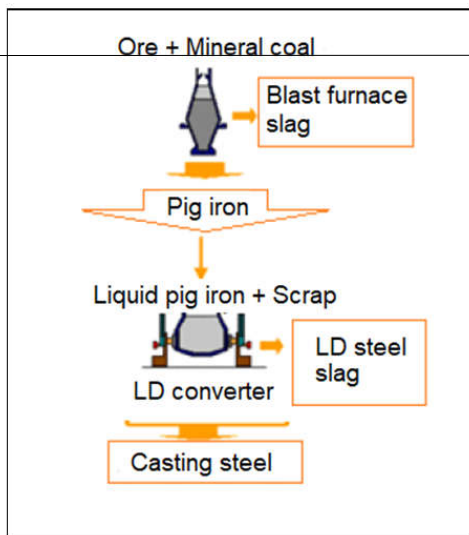 Ore + Mineral coal
Blast furnace
slag
Pig iron
Liquid pig iron + Scrap
LD steel
slag
LD converter
Casting steel